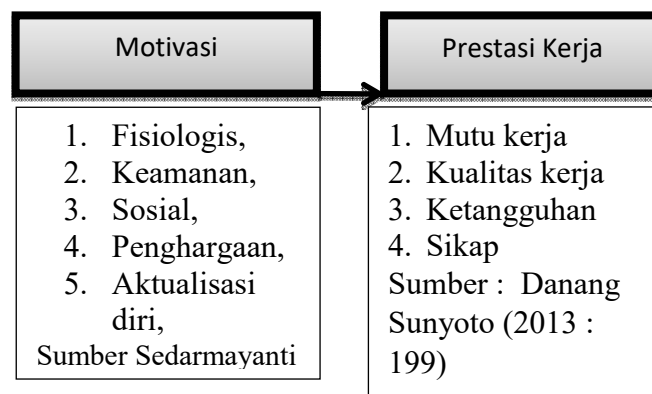 Motivasi
Prestasi Kerja
1. Fisiologis,
2. Keamanan,
3. Sosial,
4. Penghargaan,
5. Aktualisasi
diri,
Sumber Sedarmayanti
1. Mutu kerja
2. Kualitas kerja
3. Ketangguhan
4. Sikap
Sumber : Danang
Sunyoto (2013 :
199)